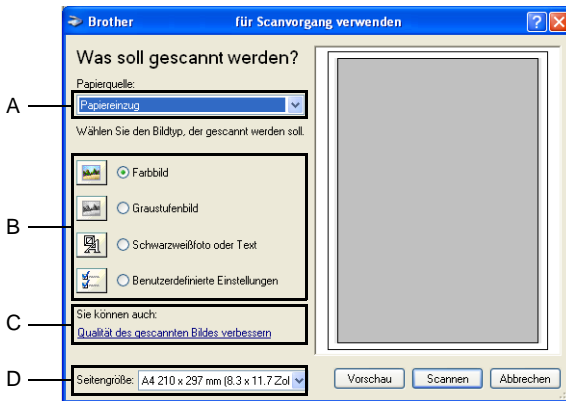 Brother für Scanvorgang verwenden
Was soll gescannt werden?
Papierquelle:
A
Papiereinzug
Wählen Sie den Bildtyp, der gescannt werden soll.
Farbbild
Graustufenbild
B
Schwarzweißfoto oder Text
Benutzerdefinierte Einstellungen
C
Sie können auch:
Qualität des gescannten Bildes verbessern
D
Seitengröße: A4 210 x 297 mm (8.3 x 11.7 Zol
Vorschau Scannen Abbrechen